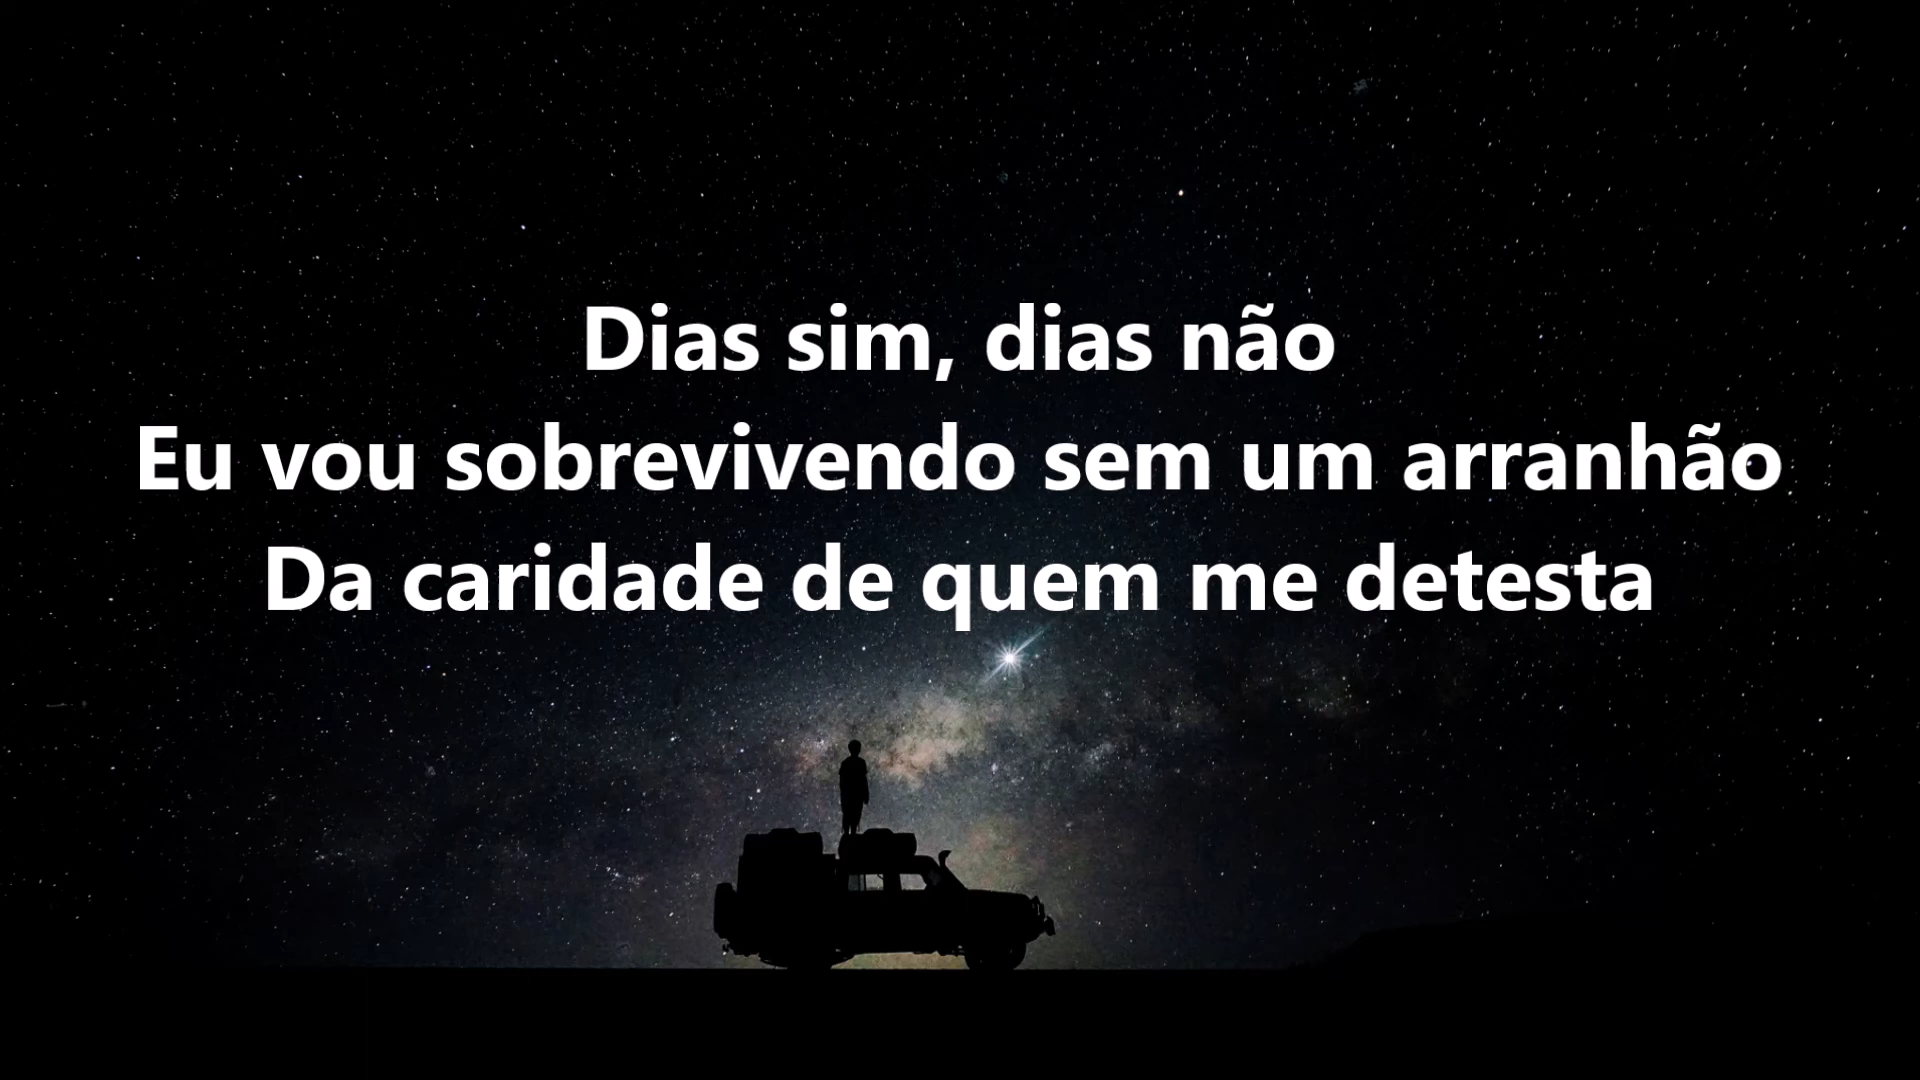 Dias sim, dias não
Eu vou sobrevivendo sem um arranhão
Da caridade de quem me detesta